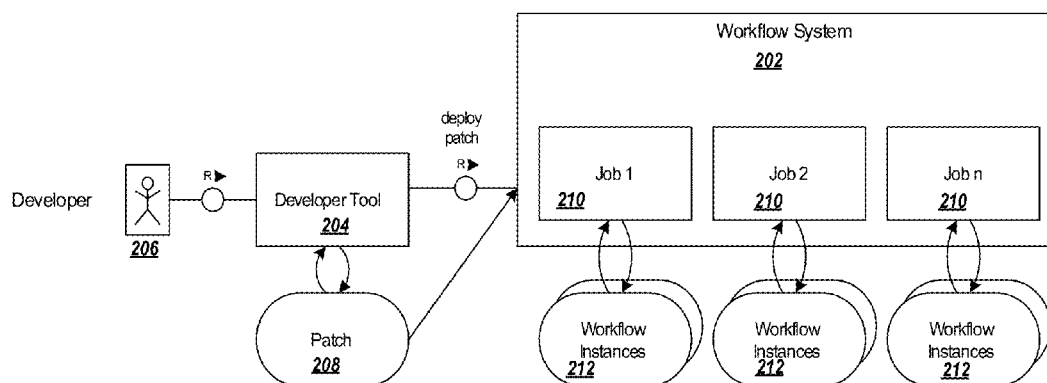 Workflow System
202
deploy
patch
R
R
Developer
206
Developer Tool
204
Job 1
210
Job 2
210
Job n
210
Patch
208
Workflow
Instances
212
Workflow
Instances
212
Workflow
Instances
212